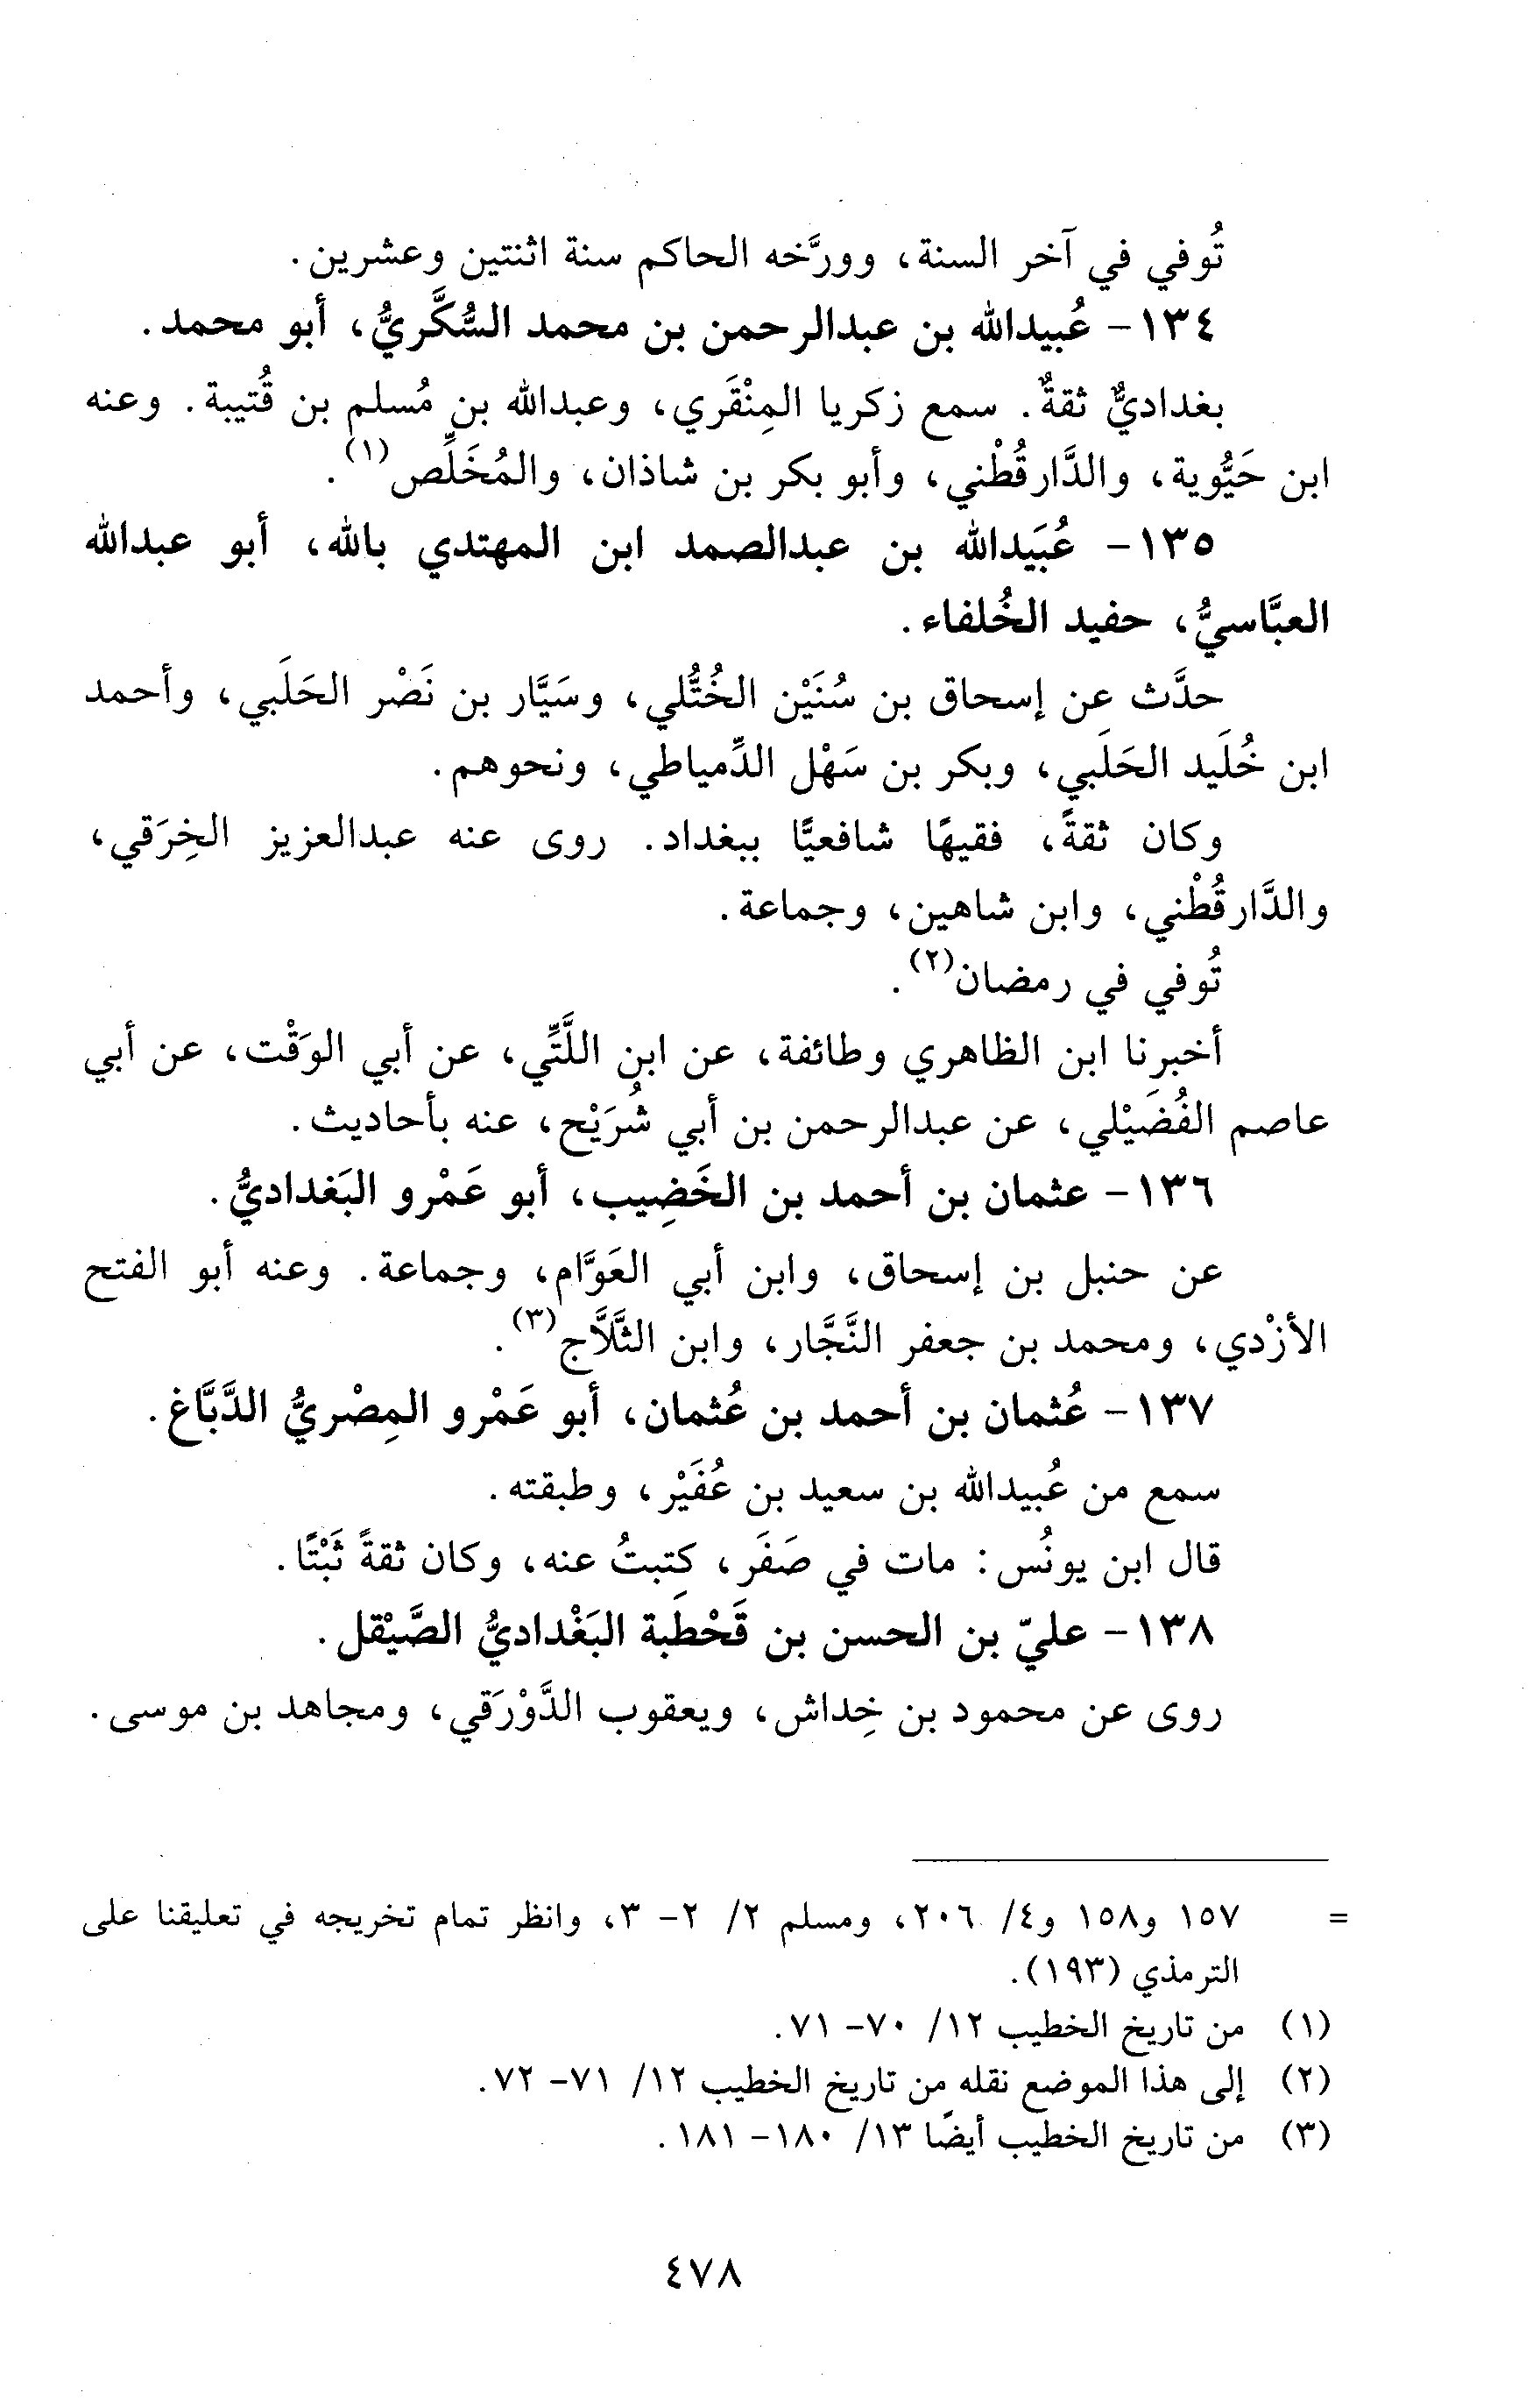 تُوفي في آخر السنة، وورَّخه الحاكم سنة اثنتين وعشرين.
١٣٤- عُبيدالله بن عبدالرحمن بن محمد السُّكَّريُّ، أبو محمد.
بغداديٌّ ثقةٌ. سمع زكريا المِنْقَري، وعبدالله بن مُسلم بن قُتيبة. وعنه
ابن حَيُّوية، والدَّارقُطْني، وأبو بكر بن شاذان، والمُخَلِّص(١).
١٣٥- عُبَيدالله بن عبدالصمد ابن المهتدي بالله، أبو عبدالله
العبَّاسيُّ، حفيد الخُلفاء.
حدَّث عن إسحاق بن سُنَيْن الخُتُّلي، وسَيَّار بن نَصْر الحَلَبي، وأحمد
ابن خُلَيد الحَلَبي، وبكر بن سَهْل الدِّمياطي، ونحوهم.
وكان ثقةً، فقيهًا شافعيًّا ببغداد. روى عنه عبدالعزيز الخِرَقي،
والدَّارقُطْني، وابن شاهين، وجماعة.
تُوفي في رمضان(٢).
أخبرنا ابن الظاهري وطائفة، عن ابن اللَّتِّي، عن أبي الوَقْت، عن أبي
عاصم الفُضَيْلي، عن عبدالرحمن بن أبي شُرَيْح، عنه بأحاديث.
١٣٦- عثمان بن أحمد بن الخَضِيب، أبو عَمْرو البَغداديُّ.
عن حنبل بن إسحاق، وابن أبي العَوَّام، وجماعة. وعنه أبو الفتح
الأزْدي، ومحمد بن جعفر النَّجَّار، وابن الثَّلَّاج(٣).
١٣٧- عُثمان بن أحمد بن عُثمان، أبو عَمْرو المِصْريُّ الدَّبَّاغ.
سمع من عُبيدالله بن سعيد بن عُفَيْر، وطبقته.
قال ابن يونُس: مات في صَفَر، كتبتُ عنه، وكان ثقةً ثَبْتًا.
١٣٨- عليّ بن الحسن بن قَحْطَبة البَغْداديُّ الصَّيْقل.
روى عن محمود بن خِداش، ويعقوب الدَّوْرَقي، ومجاهد بن موسى.
= ١٥٧ و١٥٨ و٤/ ٢٠٦، ومسلم ٢/ ٢- ٣، وانظر تمام تخريجه في تعليقنا على
الترمذي (١٩٣).
(١) من تاريخ الخطيب ١٢/ ٧٠- ٧١.
(٢) إلى هذا الموضع نقله من تاريخ الخطيب ١٢/ ٧١- ٧٢.
(٣) من تاريخ الخطيب أيضًا ١٣/ ١٨٠- ١٨١.
٤٧٨